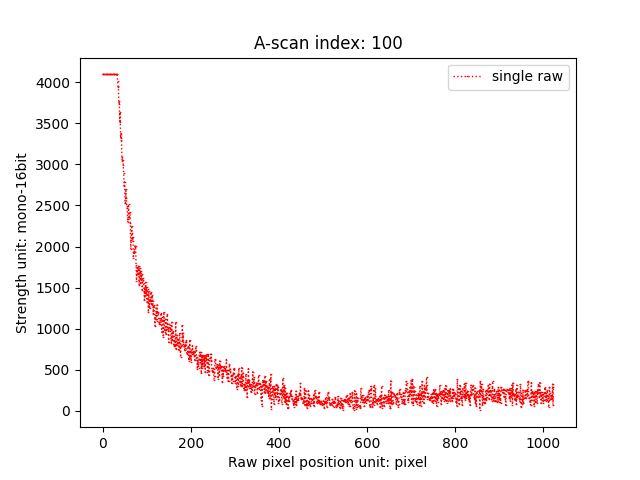 A-scan index: 100
single raw
4000
3500
3000
2500
2000
1500
1000
500
0
Strength unit: mono-16bit
0 200 400 600 800 1000
Raw pixel position unit: pixel